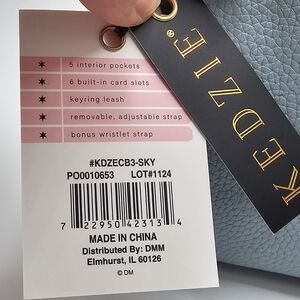 ✶ 5 interior pockets
✶ 6 built-in card slots
✶ keyring leash
✶ removable, adjustable strap
✶ bonus wristlet strap
#KDZECB3-SKY
PO0010653 LOT#1124
7 22950 42313 4
MADE IN CHINA
Distributed By: DMM
Elmhurst, IL 60126
© DM
KEDZIE®